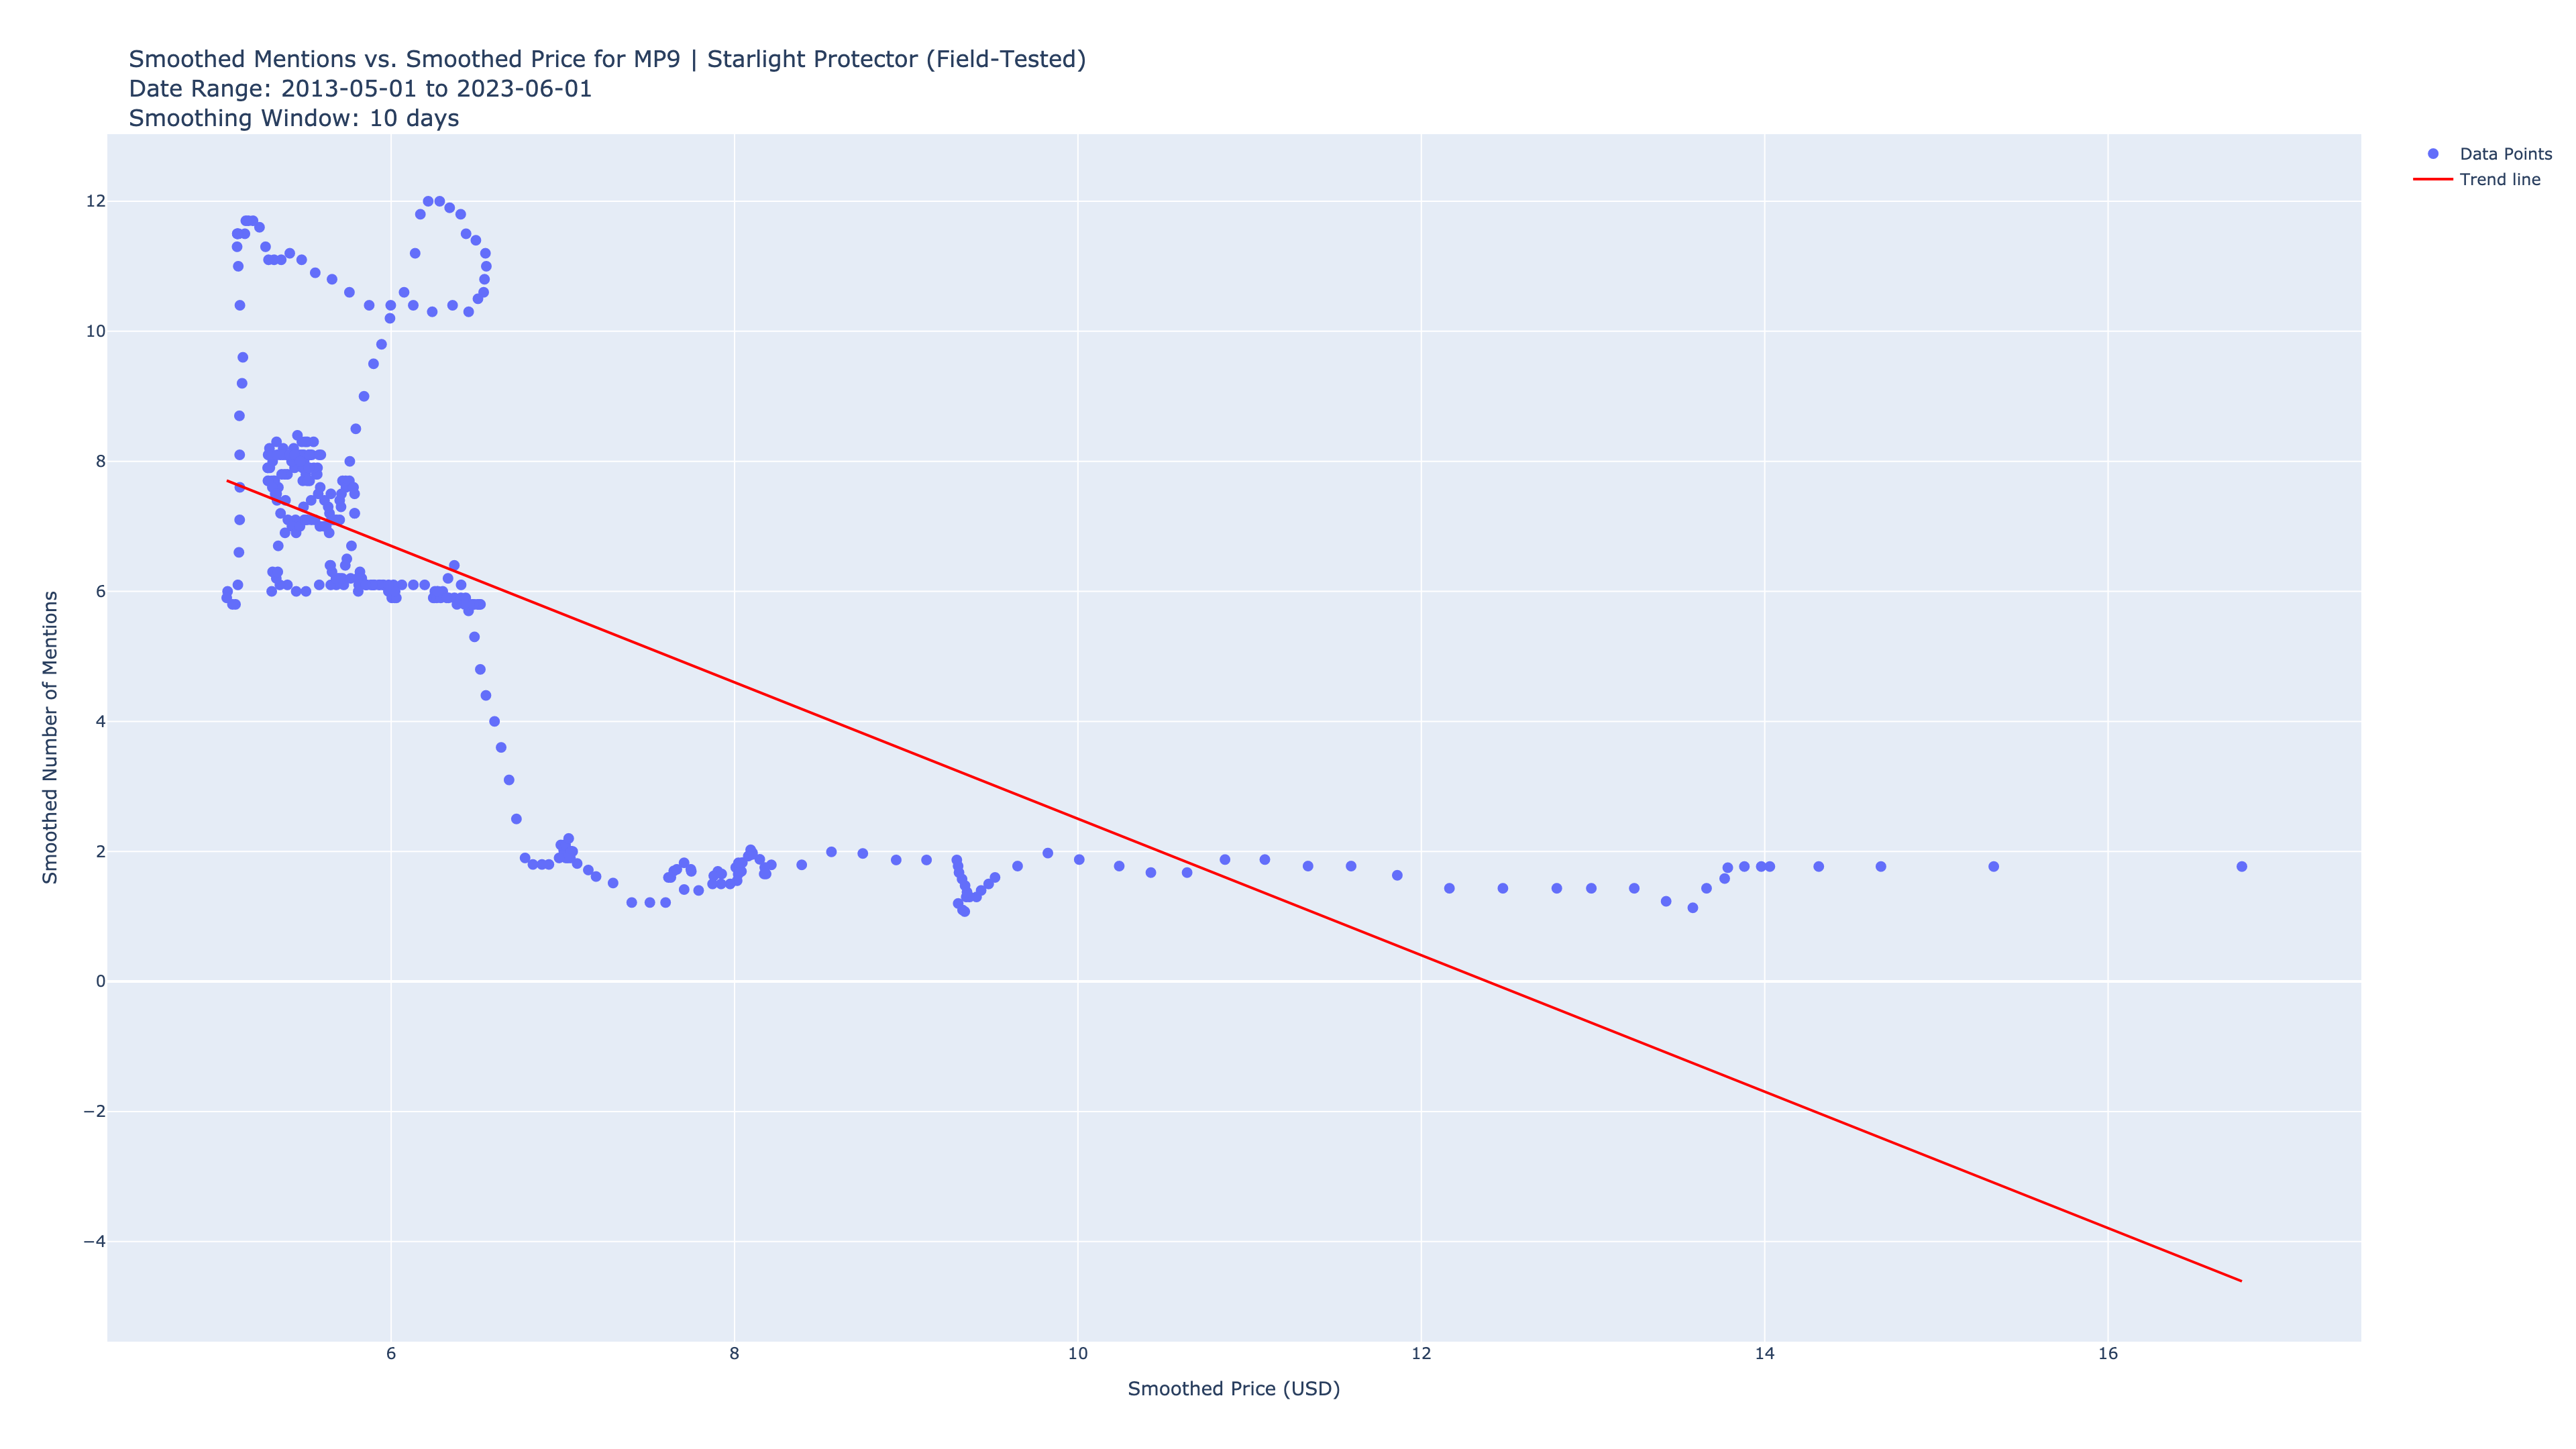 Smoothed Mentions vs. Smoothed Price for MP9 | Starlight Protector (Field-Tested)
Date Range: 2013-05-01 to 2023-06-01
Smoothing Window: 10 days
Data Points
Trend line
12
10
8
6
4
2
0
−2
−4
Smoothed Number of Mentions
6
8
10
12
14
16
Smoothed Price (USD)